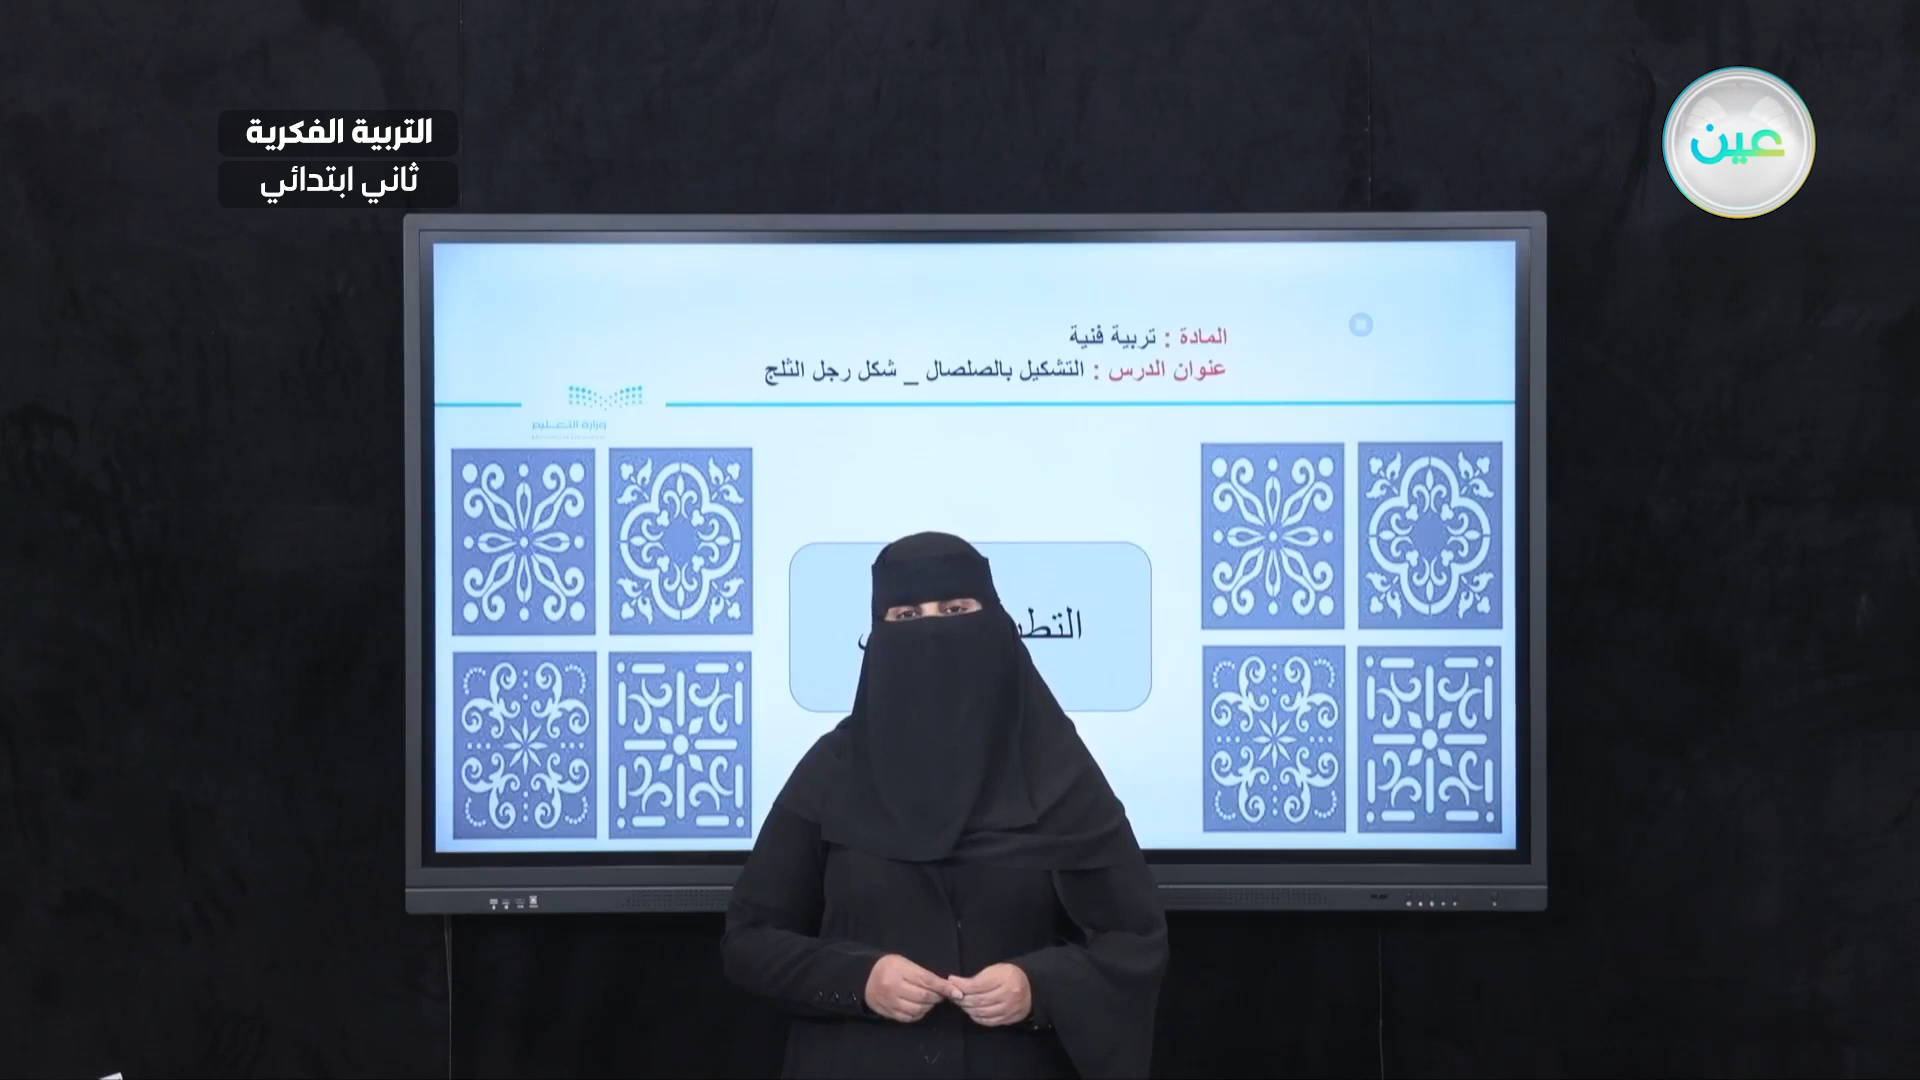 التربية الفكرية
ثاني ابتدائي
عين
المادة : تربية فنية
عنوان الدرس : التشكيل بالصلصال _ شكل رجل الثلج
وزارة التعليم